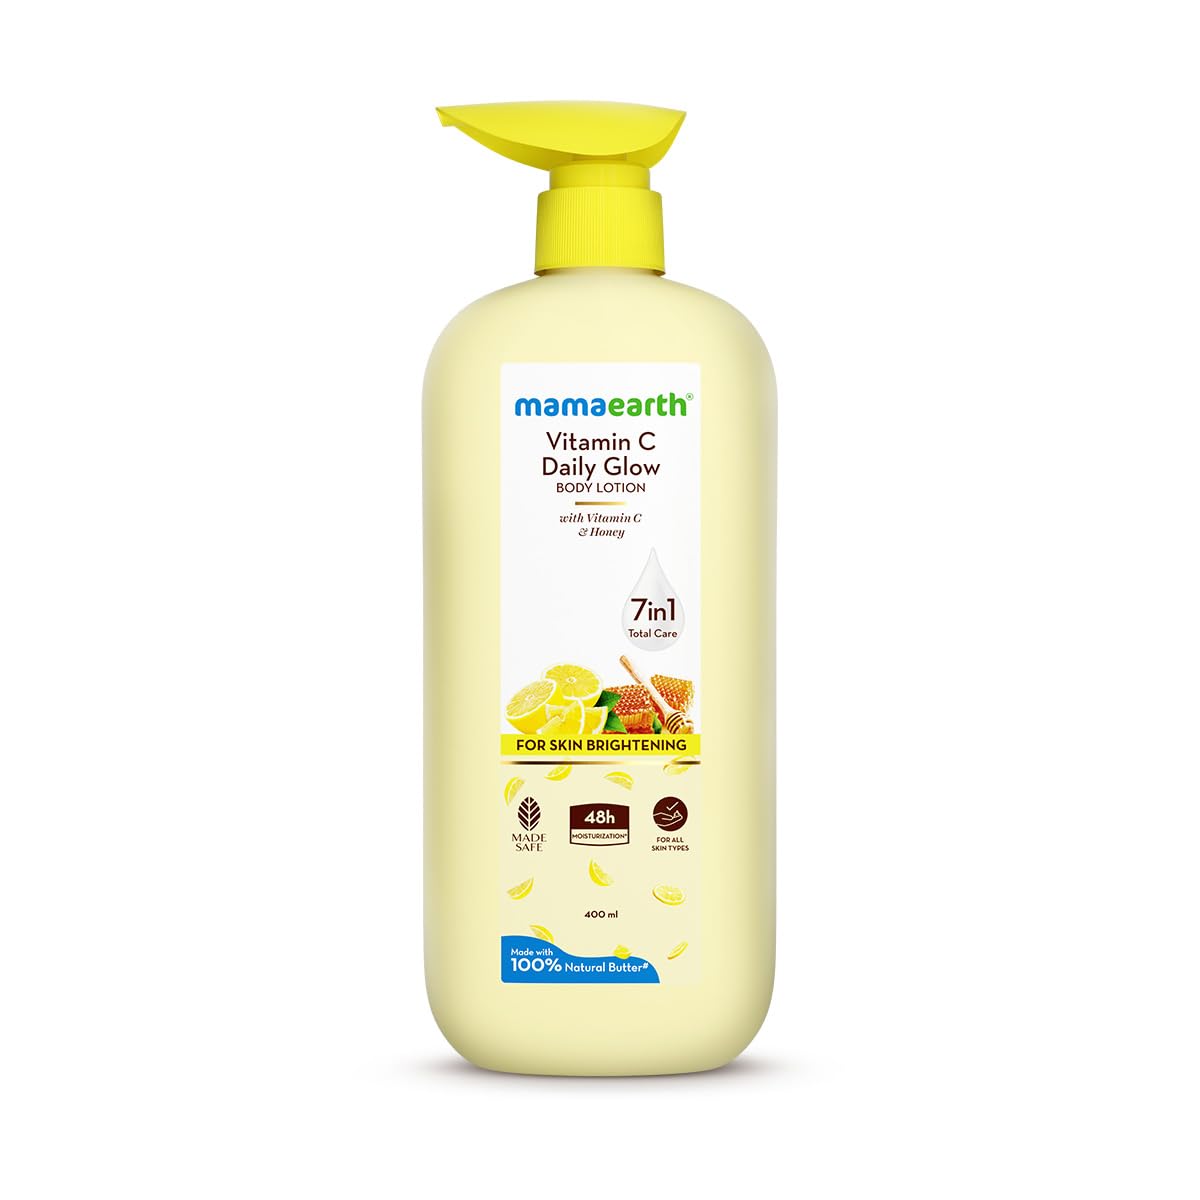 mamaearth®
Vitamin C
Daily Glow
BODY LOTION
with Vitamin C
& Honey
7in1
Total Care
FOR SKIN BRIGHTENING
MADE
SAFE
48h
MOISTURIZATION*
FOR ALL
SKIN TYPES
400 ml
Made with
100% Natural Butter#